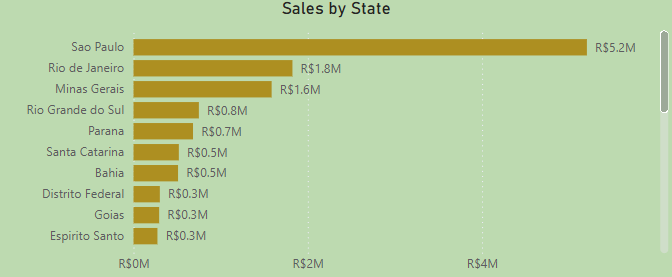 Sales by State
Sao Paulo R$5.2M
Rio de Janeiro R$1.8M
Minas Gerais R$1.6M
Rio Grande do Sul R$0.8M
Parana R$0.7M
Santa Catarina R$0.5M
Bahia R$0.5M
Distrito Federal R$0.3M
Goias R$0.3M
Espirito Santo R$0.3M
R$0M R$2M R$4M